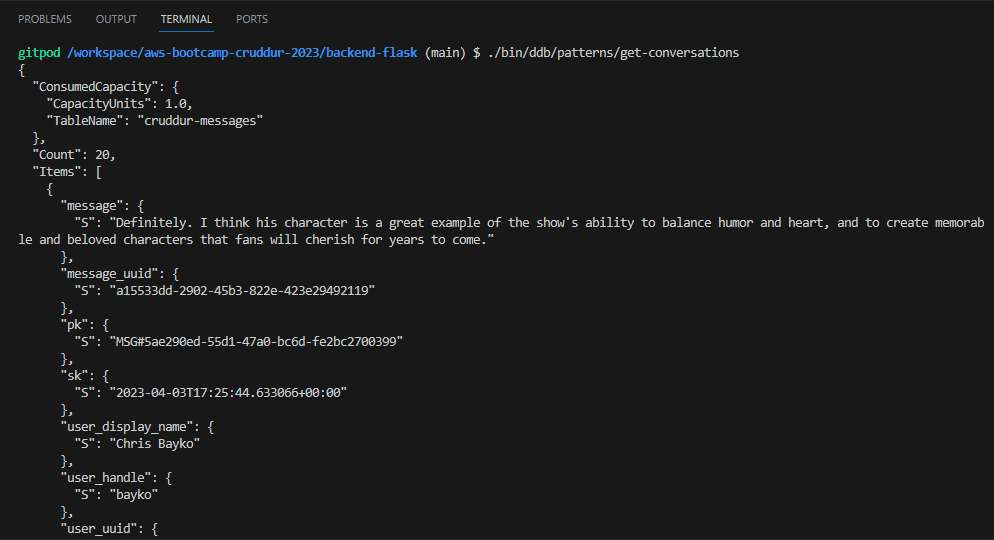 PROBLEMS OUTPUT TERMINAL PORTS
gitpod /workspace/aws-bootcamp-cruddur-2023/backend-flask (main) $ ./bin/ddb/patterns/get-conversations
{
"ConsumedCapacity": {
"CapacityUnits": 1.0,
"TableName": "cruddur-messages"
},
"Count": 20,
"Items": [
{
"message": {
"S": "Definitely. I think his character is a great example of the show's ability to balance humor and heart, and to create memorab
le and beloved characters that fans will cherish for years to come."
},
"message_uuid": {
"S": "a15533dd-2902-45b3-822e-423e29492119"
},
"pk": {
"S": "MSG#5ae290ed-55d1-47a0-bc6d-fe2bc2700399"
},
"sk": {
"S": "2023-04-03T17:25:44.633066+00:00"
},
"user_display_name": {
"S": "Chris Bayko"
},
"user_handle": {
"S": "bayko"
},
"user_uuid": {